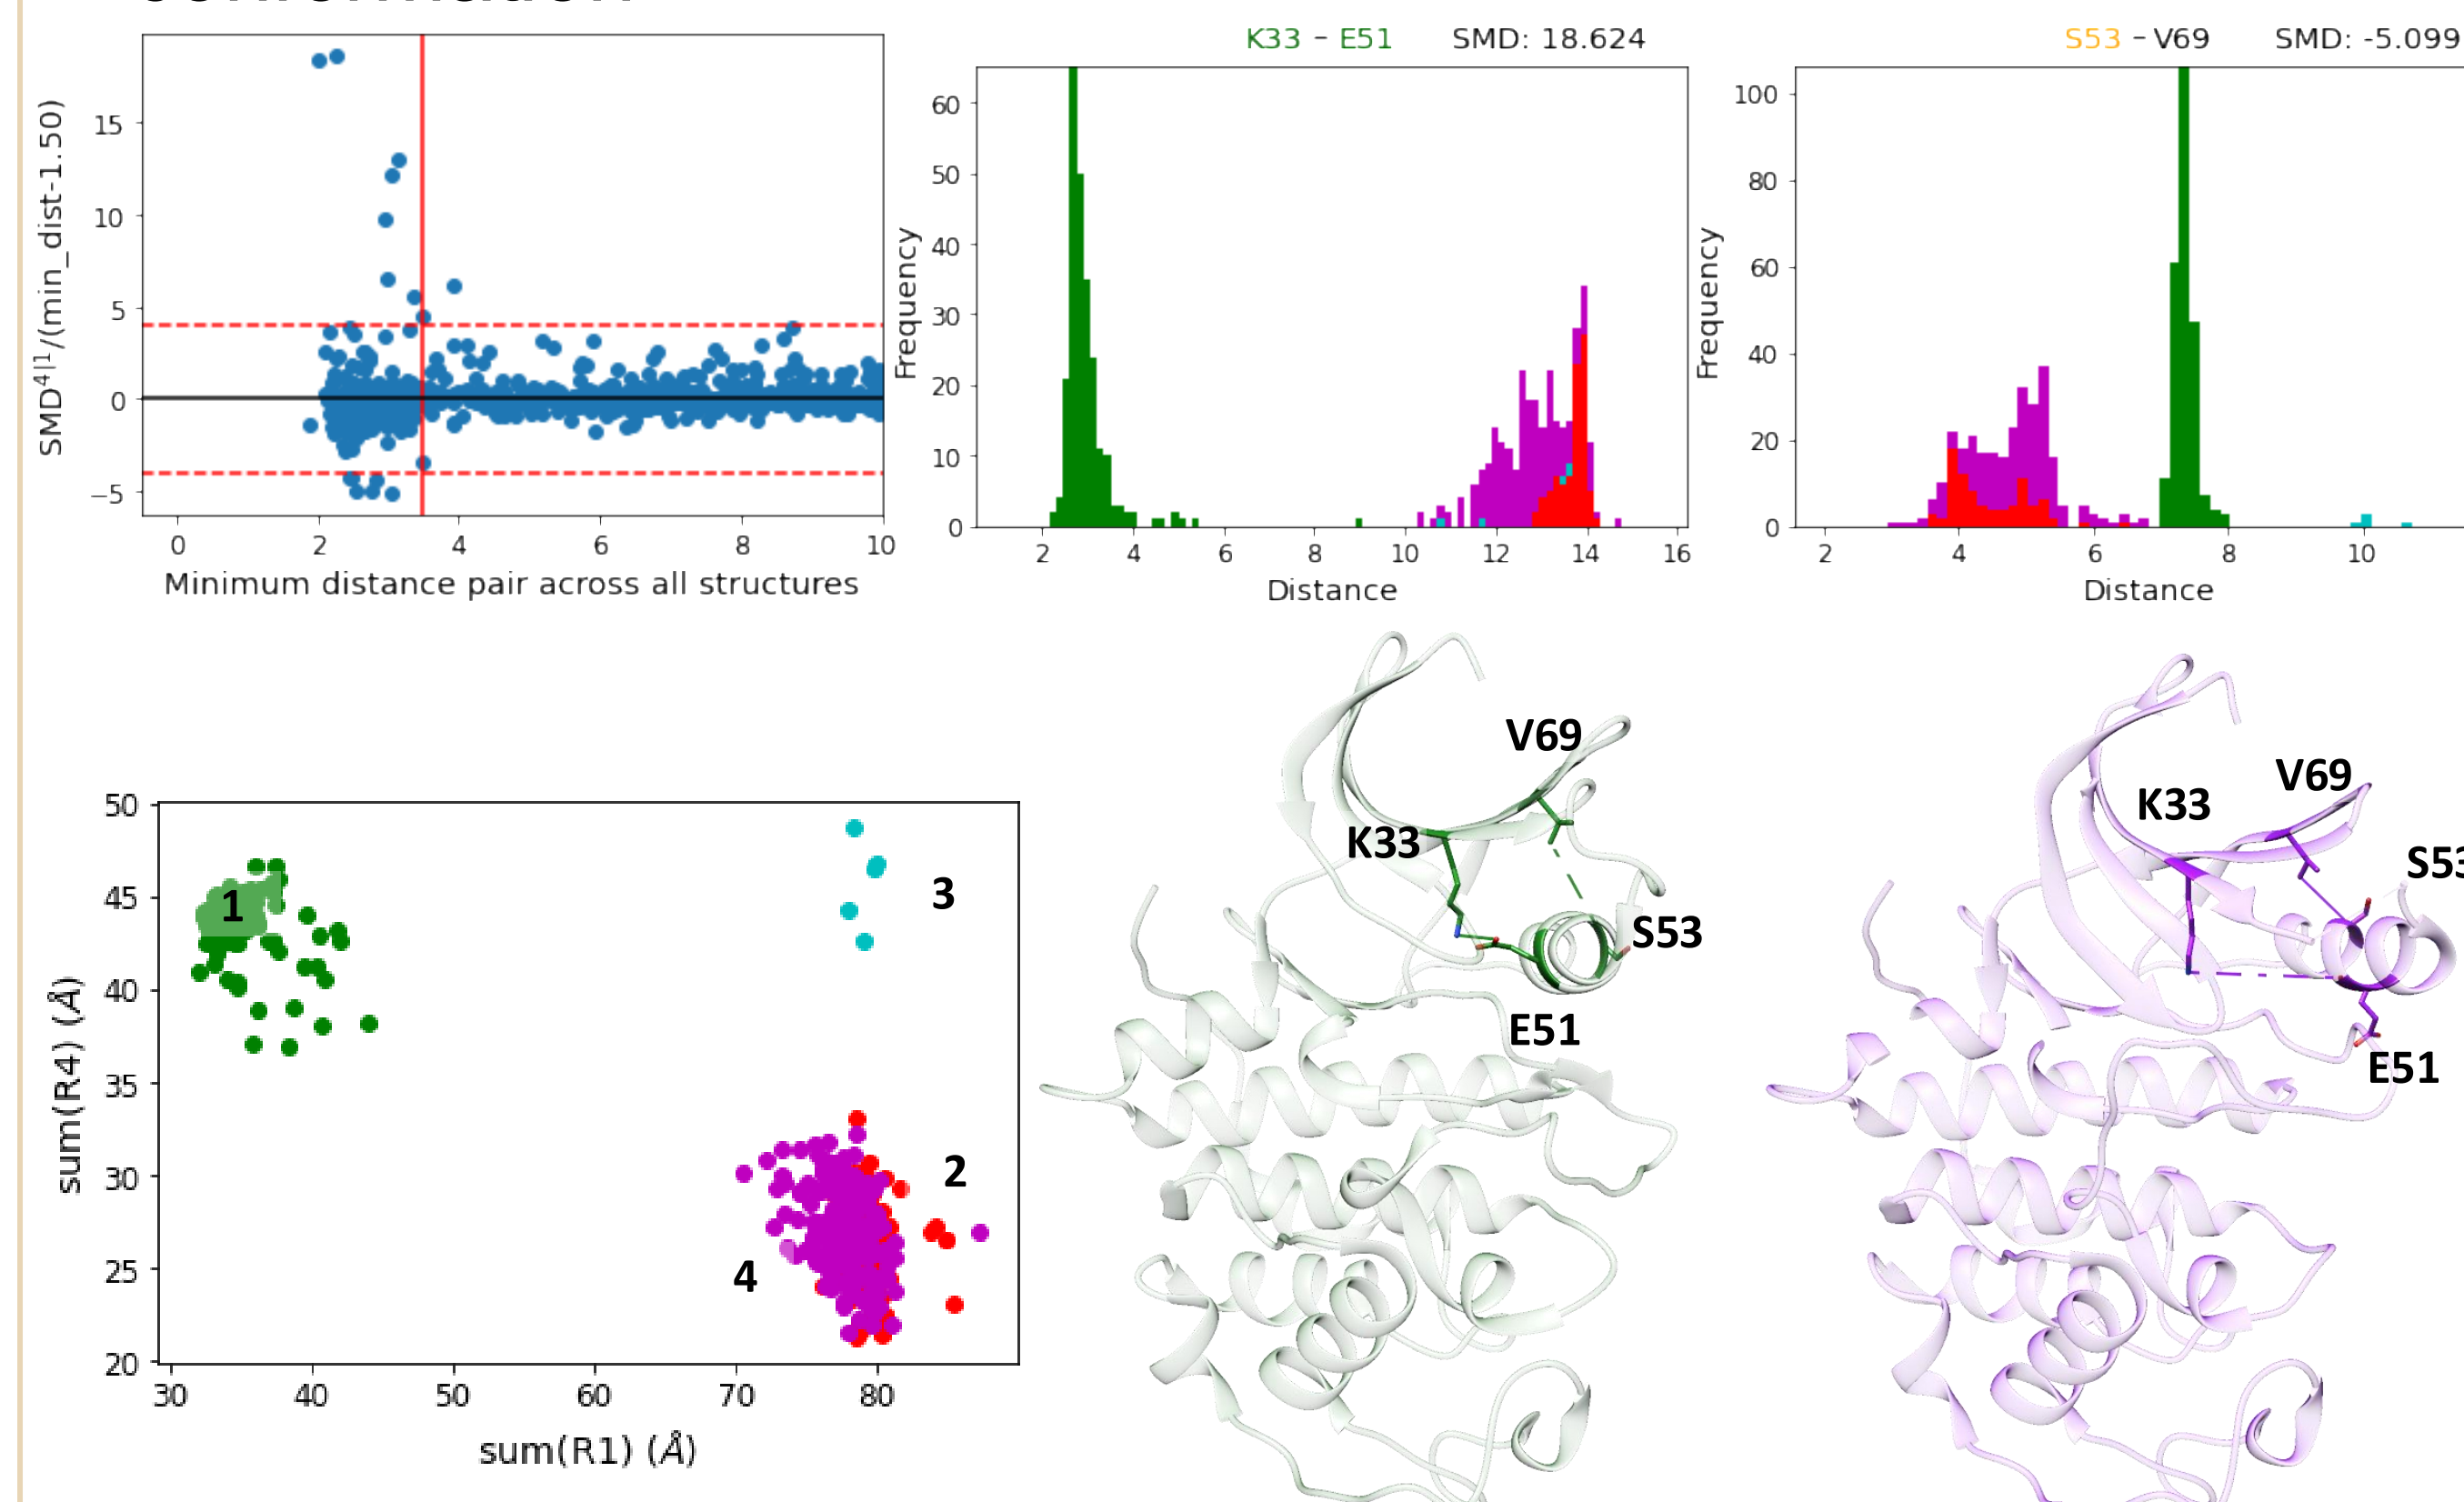 conformation
K33 – E51 SMD: 18.624
S53 – V69 SMD: -5.099
SMD⁴|¹/(min_dist-1.50)
15
10
5
0
−5
0 2 4 6 8 10
Minimum distance pair across all structures
Frequency
60
50
40
30
20
10
0
2 4 6 8 10 12 14 16
Distance
Frequency
100
80
60
40
20
0
2 4 6 8 10
Distance
sum(R4) (Å)
50
45
40
35
30
25
20
1
3
2
4
30 40 50 60 70 80
sum(R1) (Å)
V69
K33
S53
E51
V69
K33
S53
E51